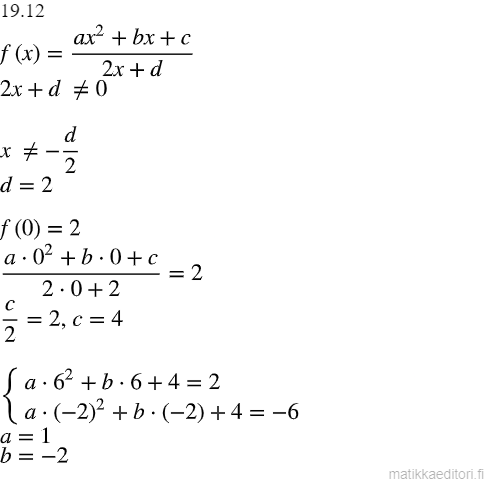 19.12
f (x) = (ax² + bx + c) / (2x + d)
2x + d ≠ 0
x ≠ −d/2
d = 2
f (0) = 2
(a · 0² + b · 0 + c) / (2 · 0 + 2) = 2
c/2 = 2, c = 4
{ a · 6² + b · 6 + 4 = 2
a · (−2)² + b · (−2) + 4 = −6
a = 1
b = −2
matikkaeditori.fi